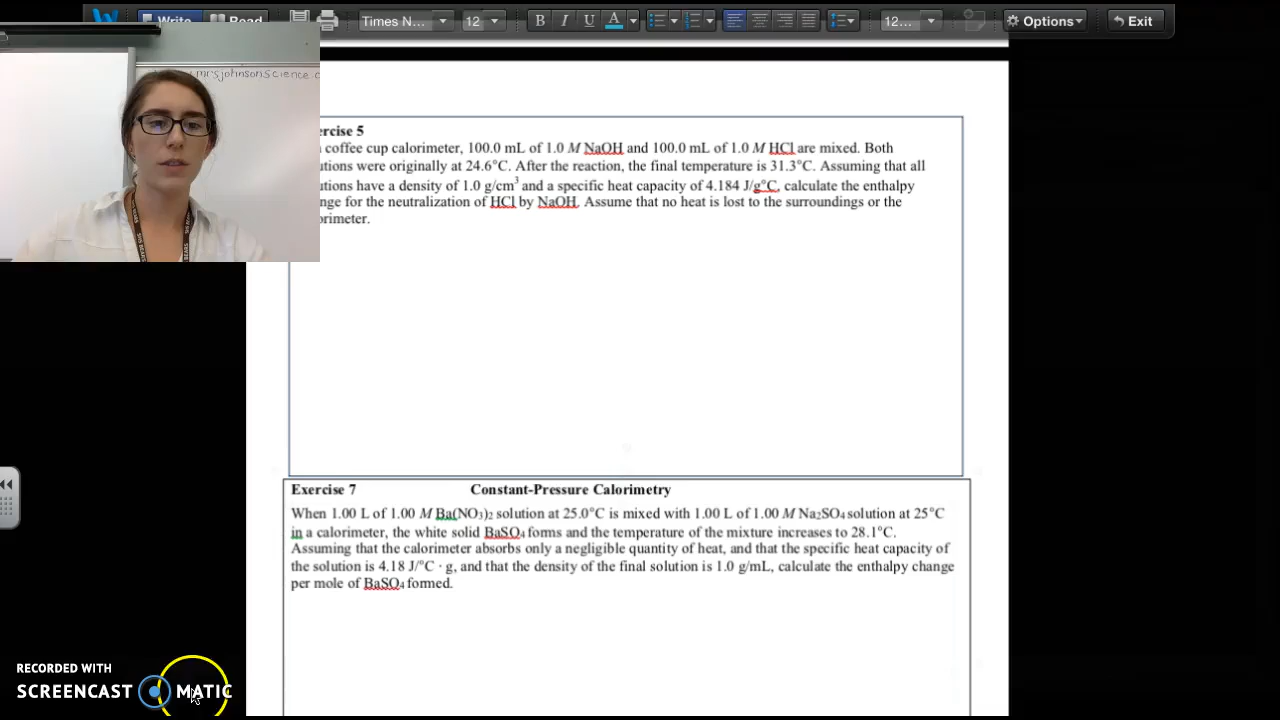 Write Read Times N... 12 B I U A 12... Options Exit
mrsjohnsonscience.c
ercise 5
coffee cup calorimeter, 100.0 mL of 1.0 M NaOH and 100.0 mL of 1.0 M HCl are mixed. Both
utions were originally at 24.6°C. After the reaction, the final temperature is 31.3°C. Assuming that all
utions have a density of 1.0 g/cm³ and a specific heat capacity of 4.184 J/g°C, calculate the enthalpy
nge for the neutralization of HCl by NaOH. Assume that no heat is lost to the surroundings or the
orimeter.
Exercise 7 Constant-Pressure Calorimetry
When 1.00 L of 1.00 M Ba(NO₃)₂ solution at 25.0°C is mixed with 1.00 L of 1.00 M Na₂SO₄ solution at 25°C
in a calorimeter, the white solid BaSO₄ forms and the temperature of the mixture increases to 28.1°C.
Assuming that the calorimeter absorbs only a negligible quantity of heat, and that the specific heat capacity of
the solution is 4.18 J/°C · g, and that the density of the final solution is 1.0 g/mL, calculate the enthalpy change
per mole of BaSO₄ formed.
RECORDED WITH
SCREENCAST MATIC